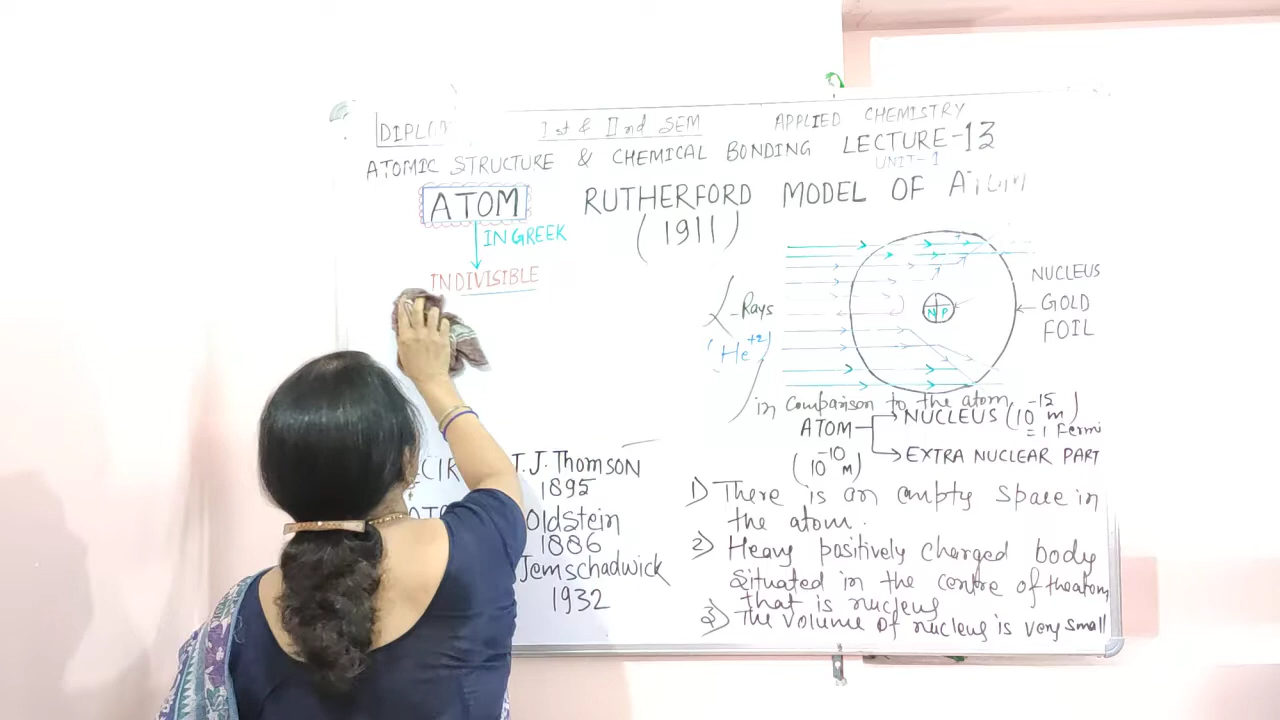 Ist & IInd SEM
APPLIED CHEMISTRY
ATOMIC STRUCTURE & CHEMICAL BONDING LECTURE-13
UNIT-1
ATOM
RUTHERFORD MODEL OF
(1911)
IN GREEK
INDIVISIBLE
-Rays
(He+2)
N P
NUCLEUS
GOLD
FOIL
in comparison to the atom
ATOM
(10-10 m)
NUCLEUS (10-15 m)
= 1 Fermi
EXTRA NUCLEAR PART
J.J. Thomson
1895
oldstein
1886
Jemschadwick
1932
1) There is an empty space in
the atom.
2) Heavy positively charged body
situated in the centre of the atom
that is nucleus
3) The volume of nucleus is very small